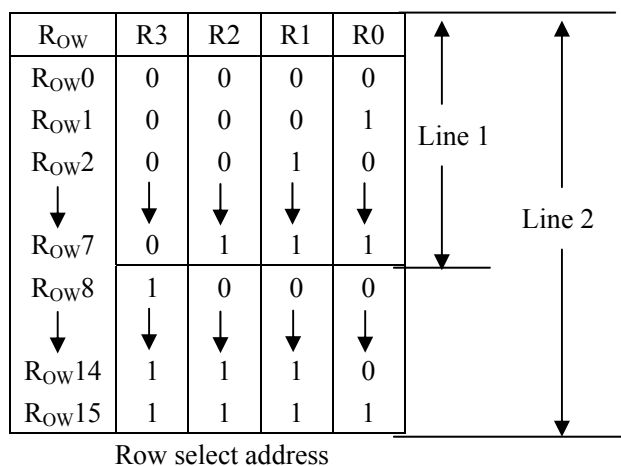 ROW R3 R2 R1 R0
ROW0 0 0 0 0
ROW1 0 0 0 1
Line 1
ROW2 0 0 1 0
Line 2
ROW7 0 1 1 1
ROW8 1 0 0 0
ROW14 1 1 1 0
ROW15 1 1 1 1
Row select address